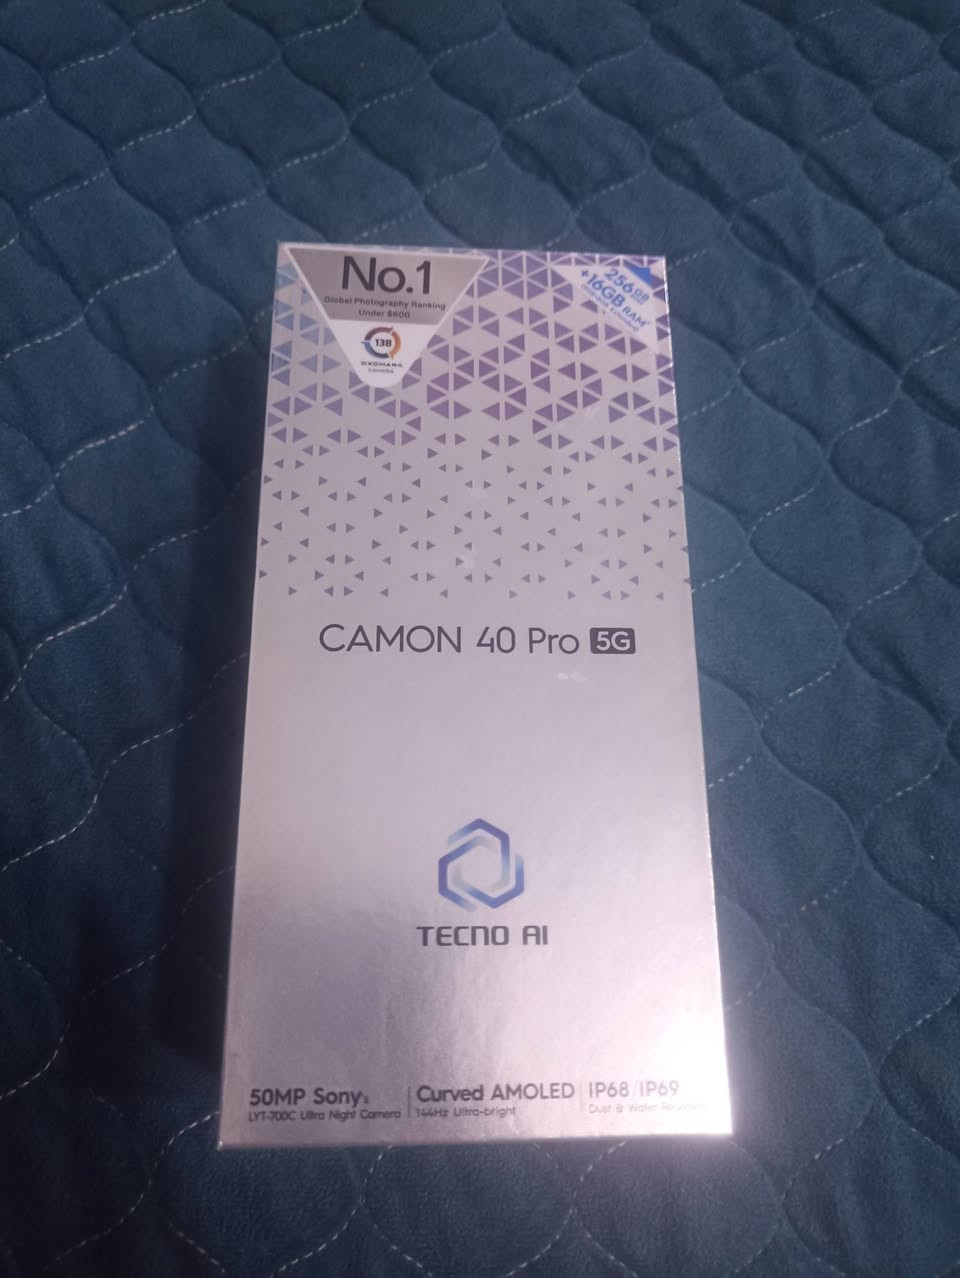 No.1
Global Photography Ranking
Under $600
138
DXOMARK
CAMERA
256GB
+16GB RAM*
CAMON 40 Pro 5G
TECNO AI
50MP Sony
LYT-700C Ultra Night Camera
Curved AMOLED
144Hz Ultra-bright
IP68/IP69
Dust & Water Resistant